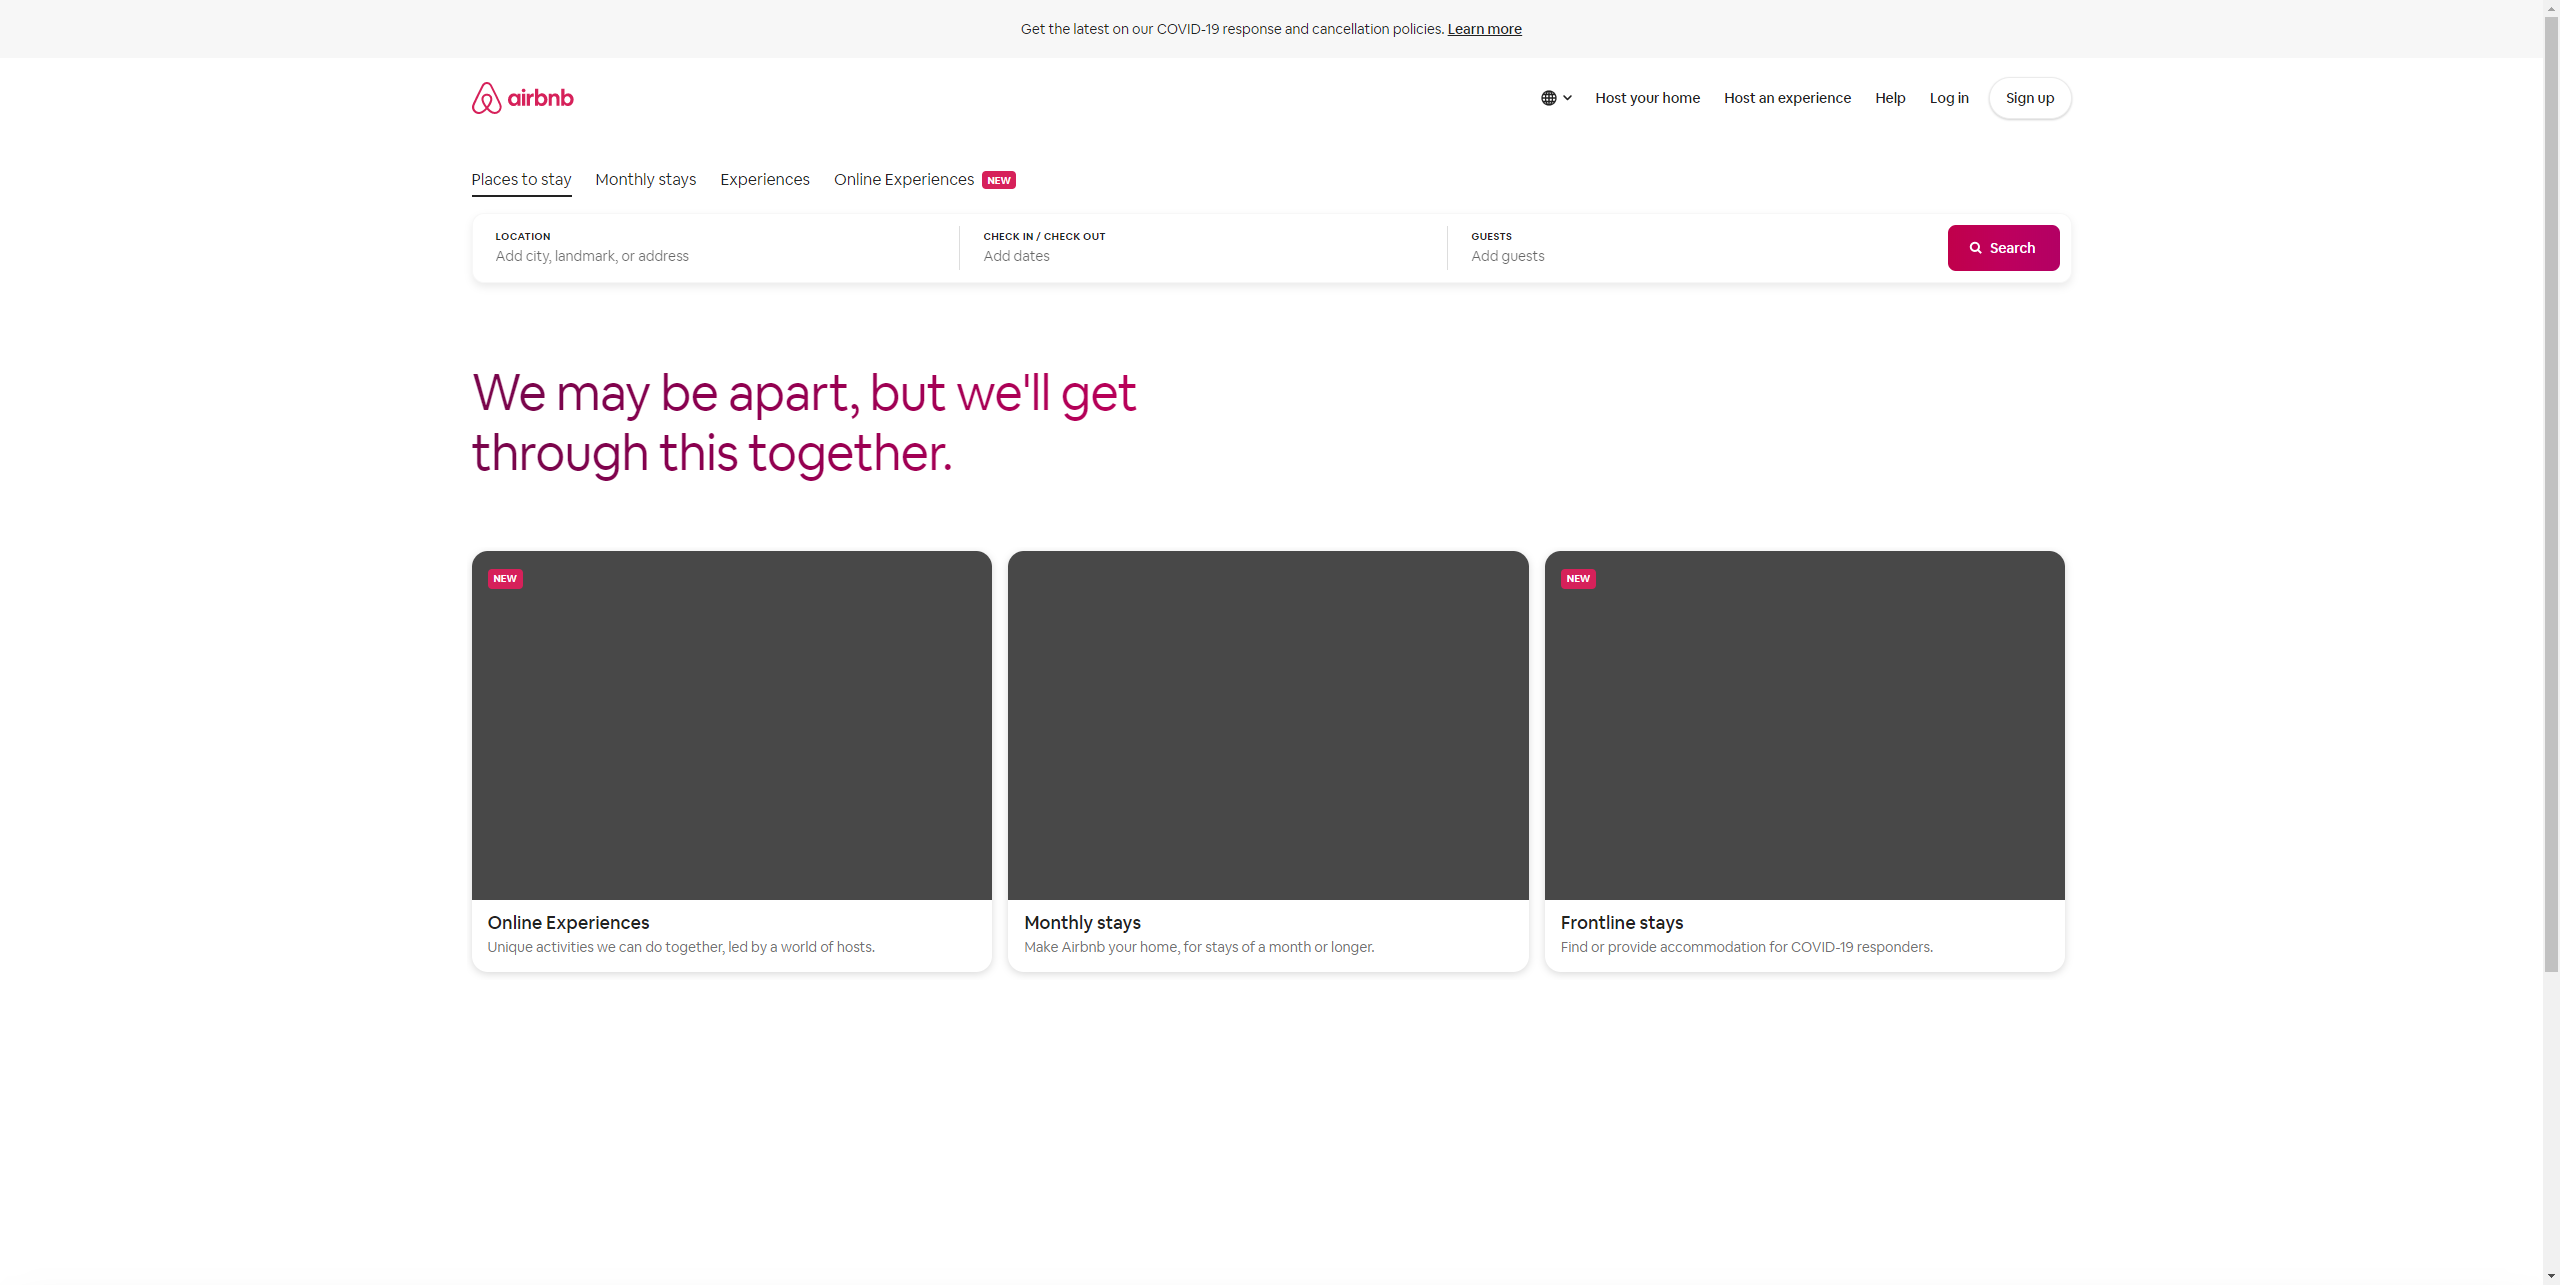 Get the latest on our COVID-19 response and cancellation policies. Learn more
airbnb
Host your home
Host an experience
Help
Log in
Sign up
Places to stay
Monthly stays
Experiences
Online Experiences
NEW
LOCATION
Add city, landmark, or address
CHECK IN / CHECK OUT
Add dates
GUESTS
Add guests
Search
We may be apart, but we'll get
through this together.
NEW
Online Experiences
Unique activities we can do together, led by a world of hosts.
Monthly stays
Make Airbnb your home, for stays of a month or longer.
NEW
Frontline stays
Find or provide accommodation for COVID-19 responders.